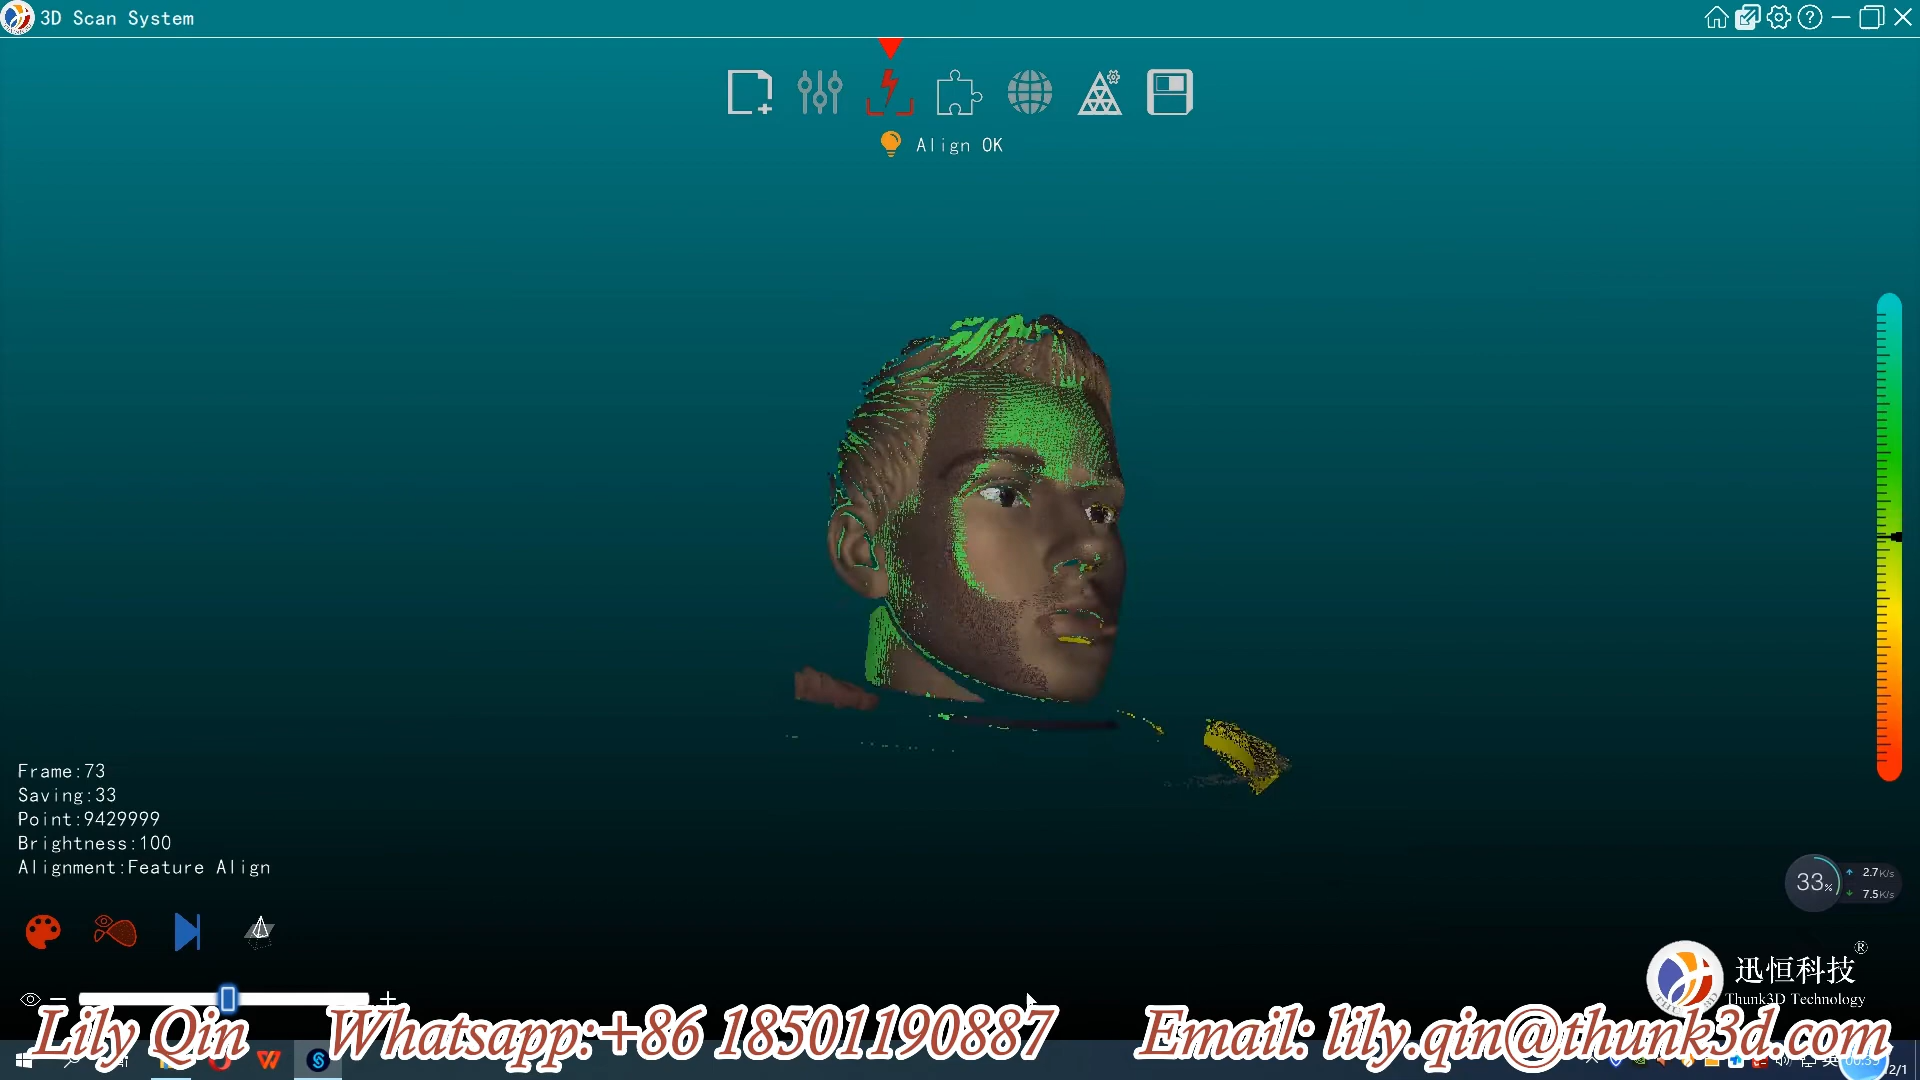 3D Scan System
Align OK
Frame:73
Saving:33
Point:9429999
Brightness:100
Alignment:Feature Align
33%
2.7K/s
7.5K/s
迅恒科技®
Thunk3D Technology
Lily Qin Whatsapp:+86 18501190887 Email: lily.qin@thunk3d.com